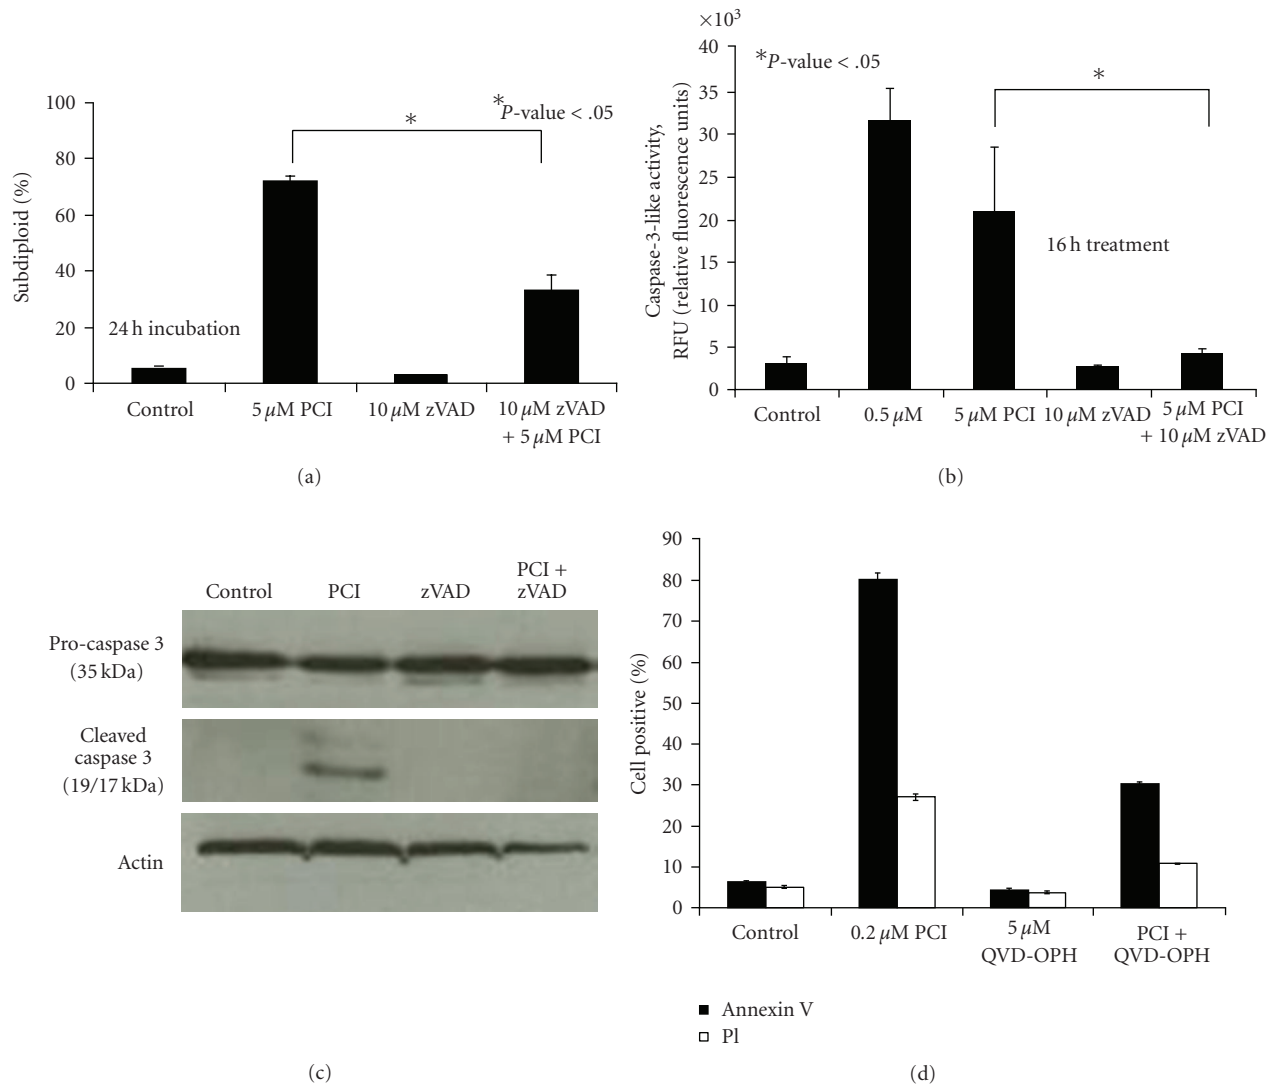 100
80
60
40
20
0
Subdiploid (%)
*P-value < .05
*
24 h incubation
Control
5 µM PCI
10 µM zVAD
10 µM zVAD
+ 5 µM PCI
(a)
×10³
40
35
30
25
20
15
10
5
0
Caspase-3-like activity,
RFU (relative fluorescence units)
*P-value < .05
*
16 h treatment
Control
0.5 µM
5 µM PCI
10 µM zVAD
5 µM PCI
+ 10 µM zVAD
(b)
Control
PCI
zVAD
PCI +
zVAD
Pro-caspase 3
(35 kDa)
Cleaved
caspase 3
(19/17 kDa)
Actin
(c)
90
80
70
60
50
40
30
20
10
0
Cell positive (%)
Control
0.2 µM PCI
5 µM
QVD-OPH
PCI +
QVD-OPH
Annexin V
Pl
(d)